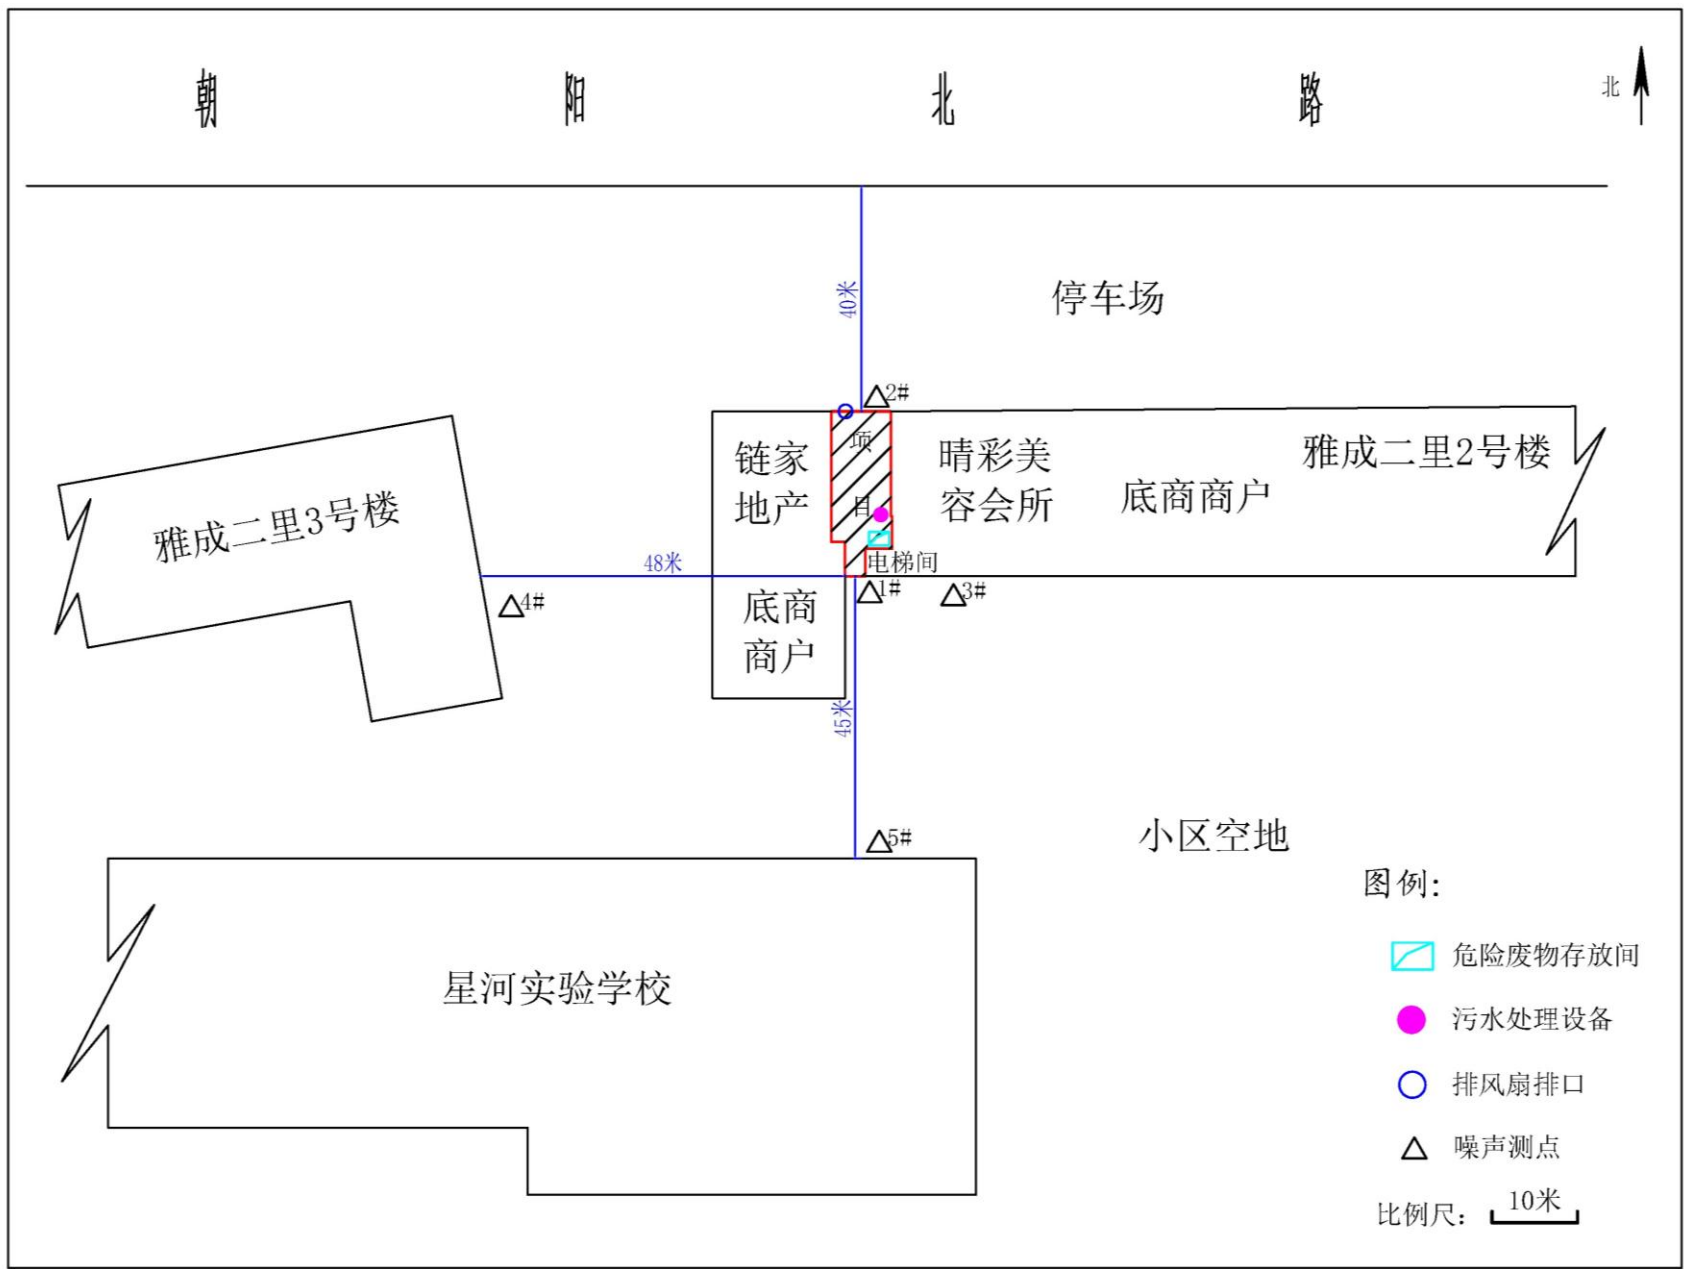 朝阳北路
北
40米
停车场
2#
链家
地产
项
目
晴彩美
容会所
底商商户
雅成二里2号楼
雅成二里3号楼
48米
电梯间
1#
3#
4#
底商
商户
45米
5#
小区空地
星河实验学校
图例:
危险废物存放间
污水处理设备
排风扇排口
噪声测点
比例尺: 10米